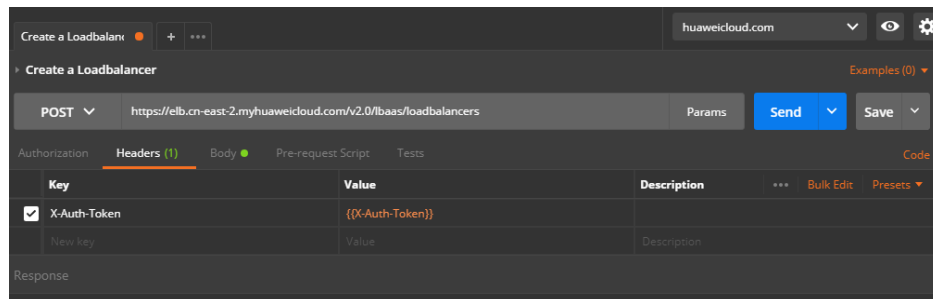 Create a Loadbalan
huaweicloud.com
Create a Loadbalancer
Examples (0)
POST https://elb.cn-east-2.myhuaweicloud.com/v2.0/lbaas/loadbalancers Params Send Save
Authorization Headers (1) Body Pre-request Script Tests Code
Key Value Description Bulk Edit Presets
X-Auth-Token {{X-Auth-Token}}
New key Value Description
Response